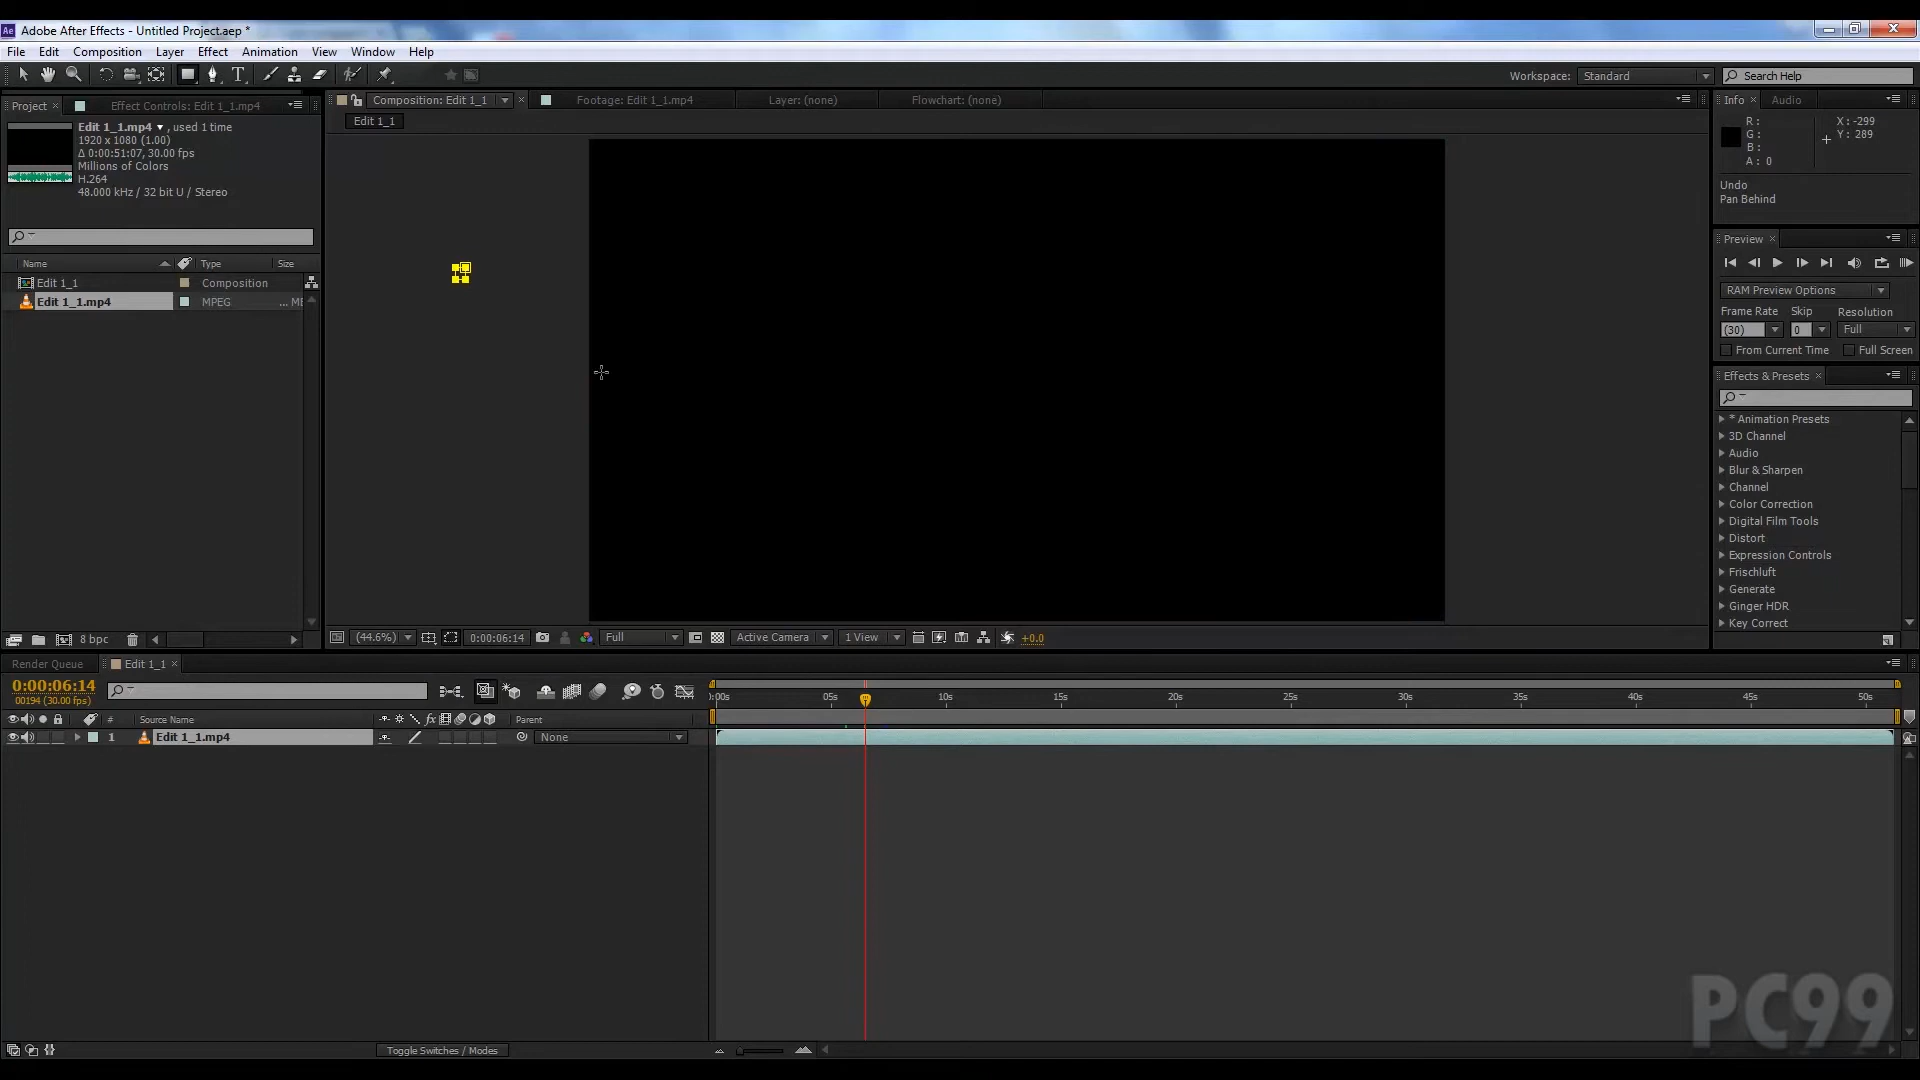 Adobe After Effects - Untitled Project.aep *
File Edit Composition Layer Effect Animation View Window Help
Workspace: Standard Search Help
Project Effect Controls: Edit 1_1.mp4
Composition: Edit 1_1 Footage: Edit 1_1.mp4 Layer: (none) Flowchart: (none)
Edit 1_1
Edit 1_1.mp4 , used 1 time
1920 x 1080 (1.00)
Δ 0:00:51:07, 30.00 fps
Millions of Colors
H.264
48.000 kHz / 32 bit U / Stereo
Name Type Size
Edit 1_1 Composition
Edit 1_1.mp4 MPEG ... ME
8 bpc
(44.6%) 0:00:06:14 Full Active Camera 1 View +0.0
Info Audio
R: X: -299
G: Y: 289
B:
A: 0
Undo
Pan Behind
Preview
RAM Preview Options
Frame Rate Skip Resolution
(30) 0 Full
From Current Time Full Screen
Effects & Presets
* Animation Presets
3D Channel
Audio
Blur & Sharpen
Channel
Color Correction
Digital Film Tools
Distort
Expression Controls
Frischluft
Generate
Ginger HDR
Key Correct
Render Queue Edit 1_1
0:00:06:14
00194 (30.00 fps)
):00s 05s 10s 15s 20s 25s 30s 35s 40s 45s 50s
# Source Name fx Parent
1 Edit 1_1.mp4 None
Toggle Switches / Modes
PC99